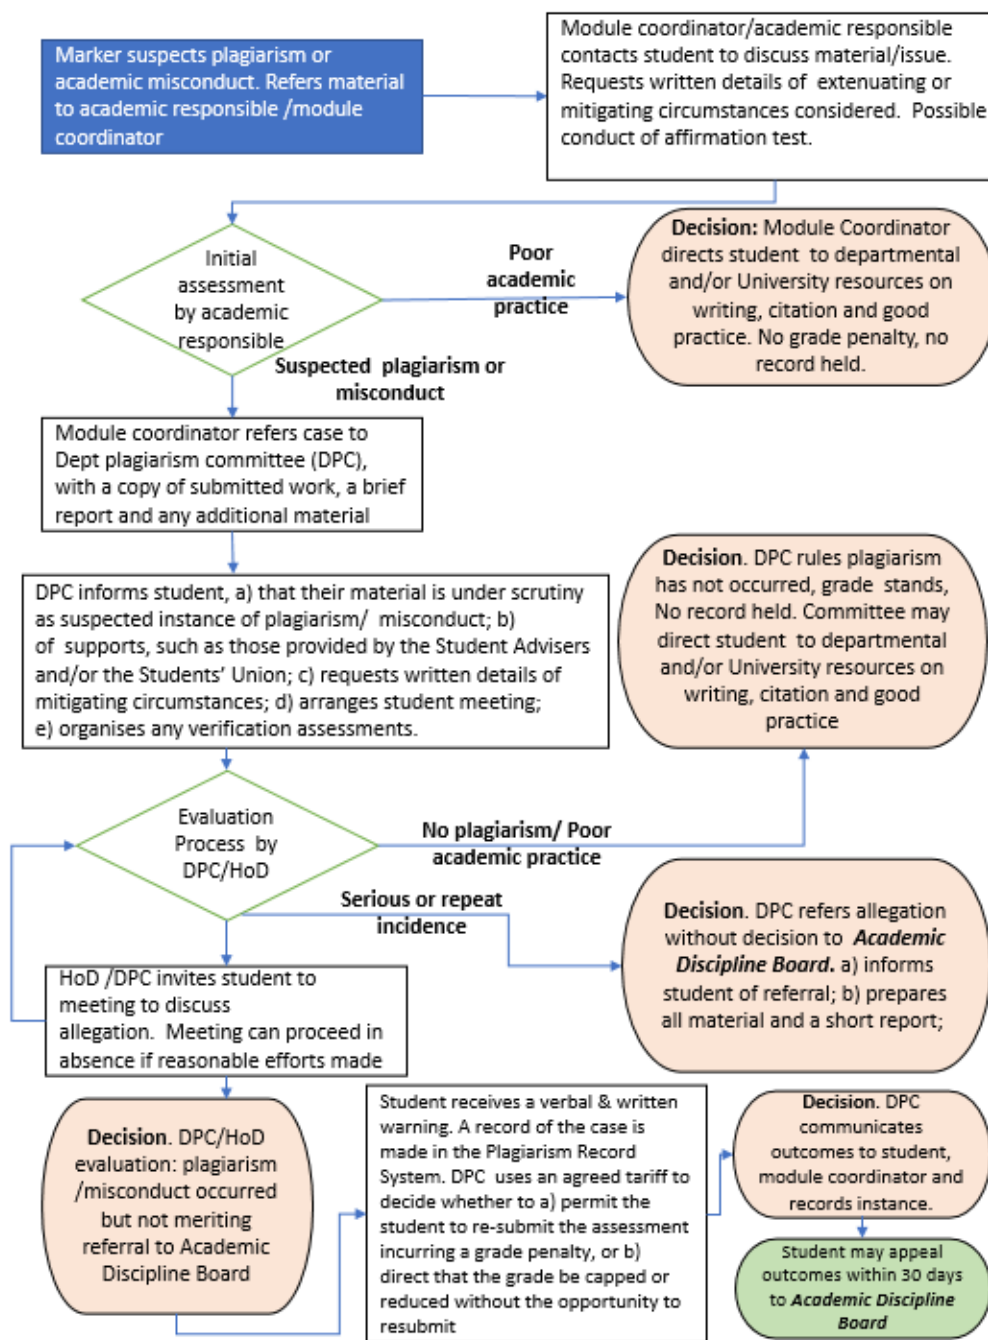 Marker suspects plagiarism or
academic misconduct. Refers material
to academic responsible /module
coordinator
Module coordinator/academic responsible
contacts student to discuss material/issue.
Requests written details of extenuating or
mitigating circumstances considered. Possible
conduct of affirmation test.
Initial
assessment
by academic
responsible
Poor
academic
practice
Decision: Module Coordinator
directs student to departmental
and/or University resources on
writing, citation and good
practice. No grade penalty, no
record held.
Suspected plagiarism or
misconduct
Module coordinator refers case to
Dept plagiarism committee (DPC),
with a copy of submitted work, a brief
report and any additional material
DPC informs student, a) that their material is under scrutiny
as suspected instance of plagiarism/ misconduct; b)
of supports, such as those provided by the Student Advisers
and/or the Students' Union; c) requests written details of
mitigating circumstances; d) arranges student meeting;
e) organises any verification assessments.
Decision. DPC rules plagiarism
has not occurred, grade stands,
No record held. Committee may
direct student to departmental
and/or University resources on
writing, citation and good
practice
Evaluation
Process by
DPC/HoD
No plagiarism/ Poor
academic practice
Serious or repeat
incidence
Decision. DPC refers allegation
without decision to Academic
Discipline Board. a) informs
student of referral; b) prepares
all material and a short report;
HoD /DPC invites student to
meeting to discuss
allegation. Meeting can proceed in
absence if reasonable efforts made
Decision. DPC/HoD
evaluation: plagiarism
/misconduct occurred
but not meriting
referral to Academic
Discipline Board
Student receives a verbal & written
warning. A record of the case is
made in the Plagiarism Record
System. DPC uses an agreed tariff to
decide whether to a) permit the
student to re-submit the assessment
incurring a grade penalty, or b)
direct that the grade be capped or
reduced without the opportunity to
resubmit
Decision. DPC
communicates
outcomes to student,
module coordinator and
records instance.
Student may appeal
outcomes within 30 days
to Academic Discipline
Board